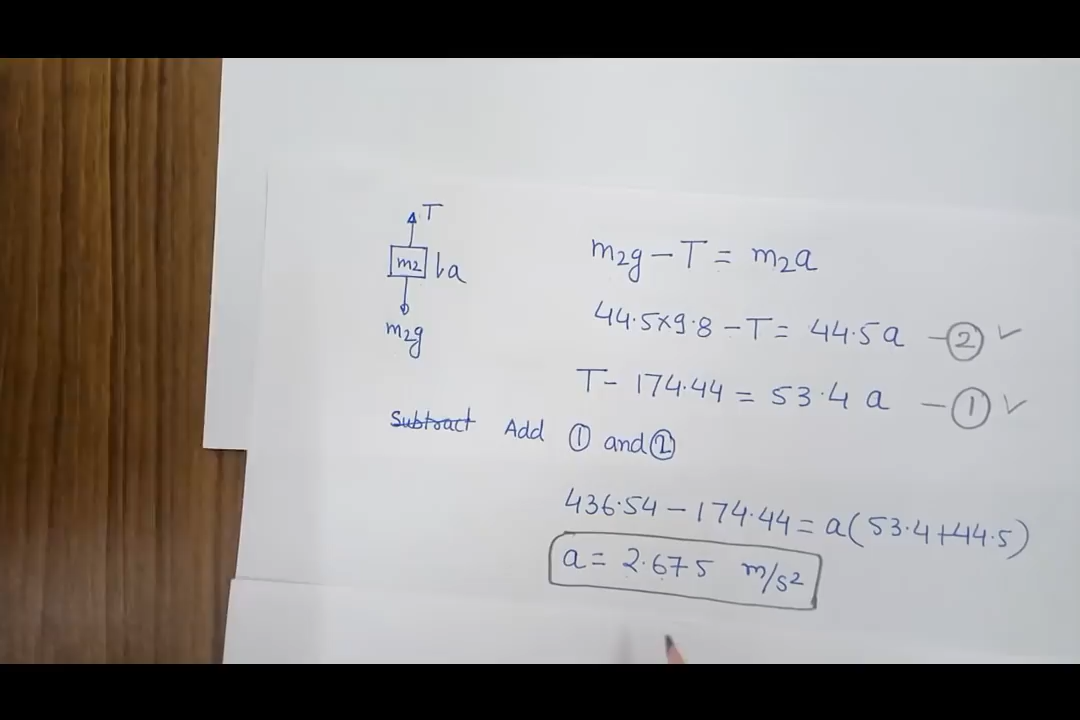 T
m2 a
m2g
m2g - T = m2a
44.5×9.8 - T = 44.5a - ② ✓
T - 174.44 = 53.4 a - ① ✓
Subtract Add ① and ②
436.54 - 174.44 = a(53.4+44.5)
a = 2.675 m/s²